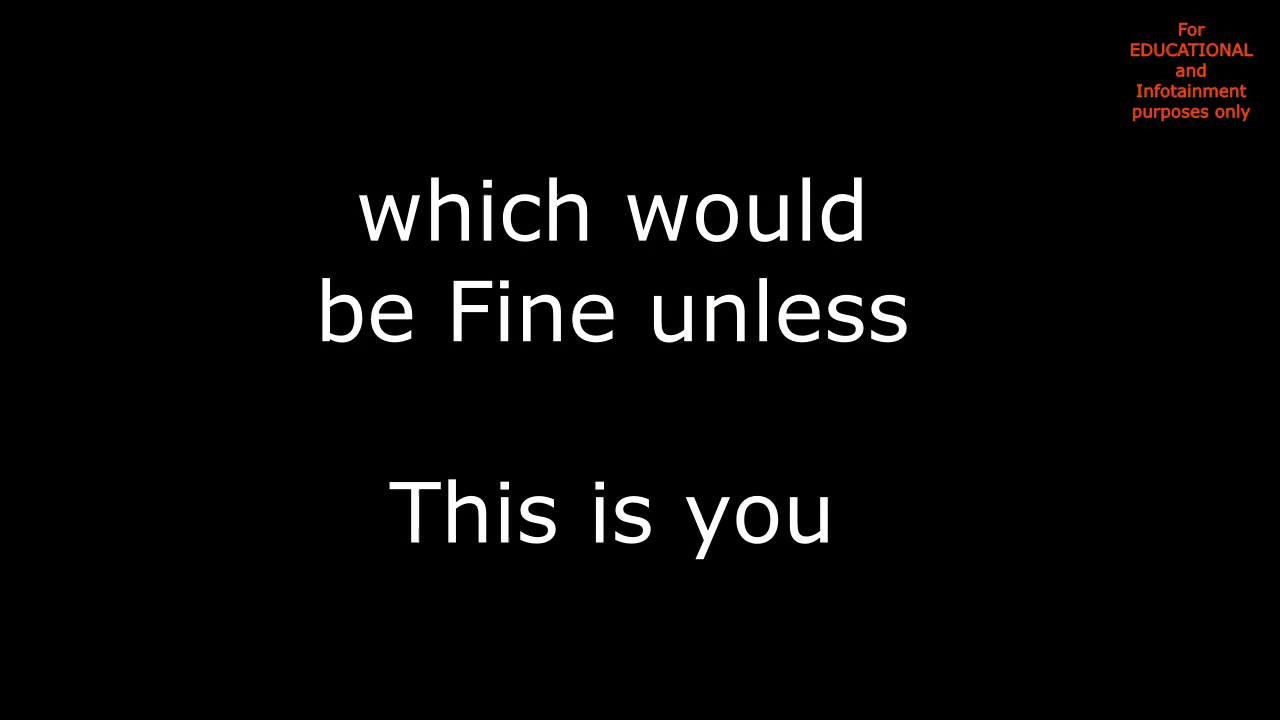 For
EDUCATIONAL
and
Infotainment
purposes only
which would
be Fine unless
This is you